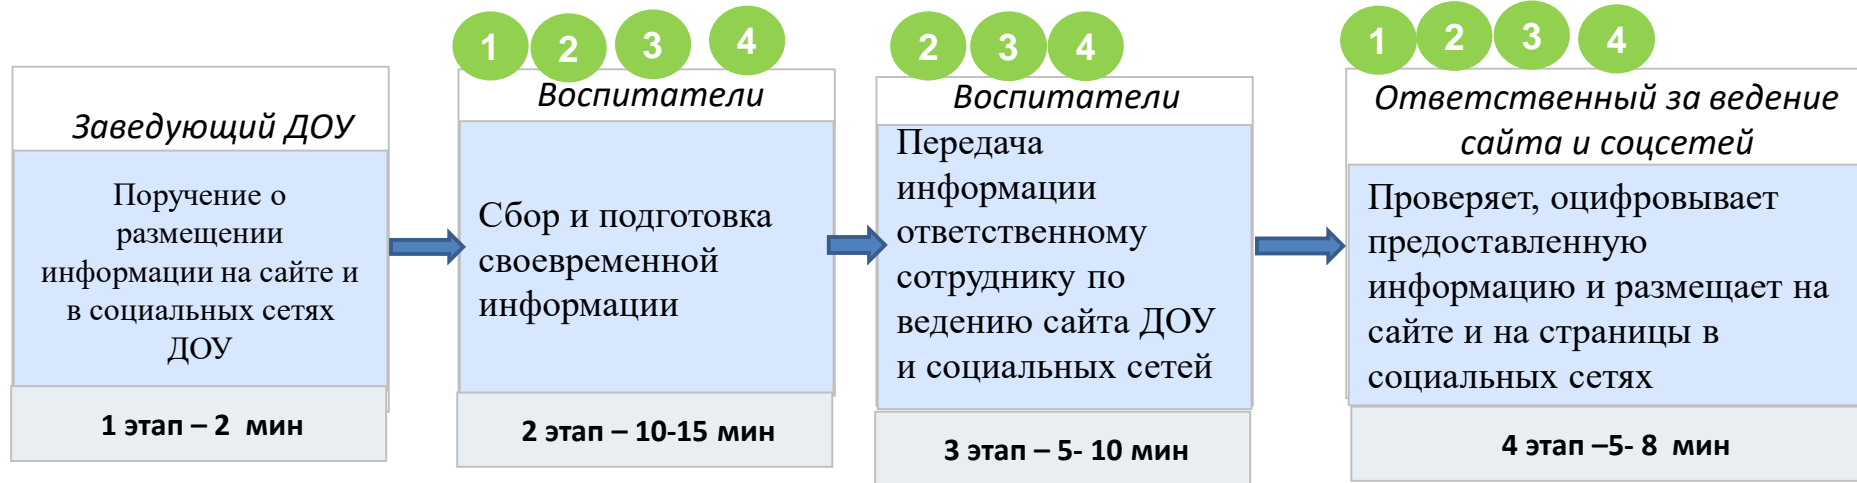 Заведующий ДОУ
Поручение о
размещении
информации на сайте и
в социальных сетях
ДОУ
1 этап – 2 мин
1 2 3 4
Воспитатели
Сбор и подготовка
своевременной
информации
2 этап – 10-15 мин
2 3 4
Воспитатели
Передача
информации
ответственному
сотруднику по
ведению сайта ДОУ
и социальных сетей
3 этап – 5- 10 мин
1 2 3 4
Ответственный за ведение
сайта и соцсетей
Проверяет, оцифровывает
предоставленную
информацию и размещает на
сайте и на страницы в
социальных сетях
4 этап –5- 8 мин